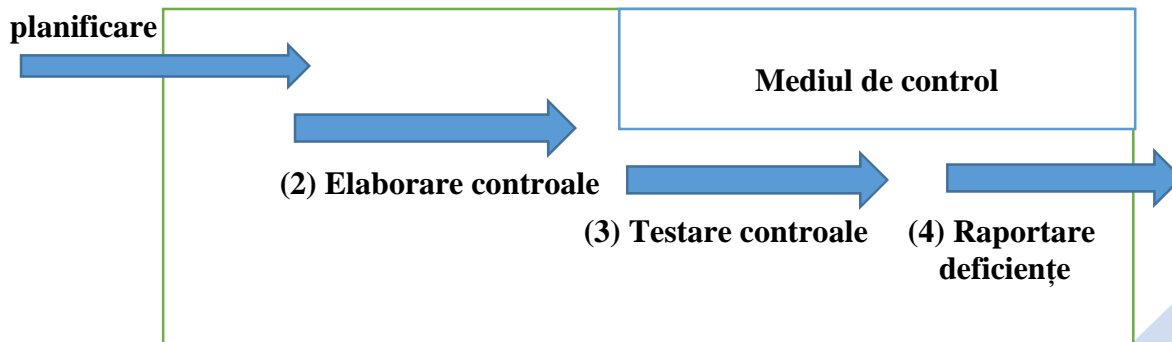 planificare
Mediul de control
(2) Elaborare controale
(3) Testare controale
(4) Raportare
deficiențe